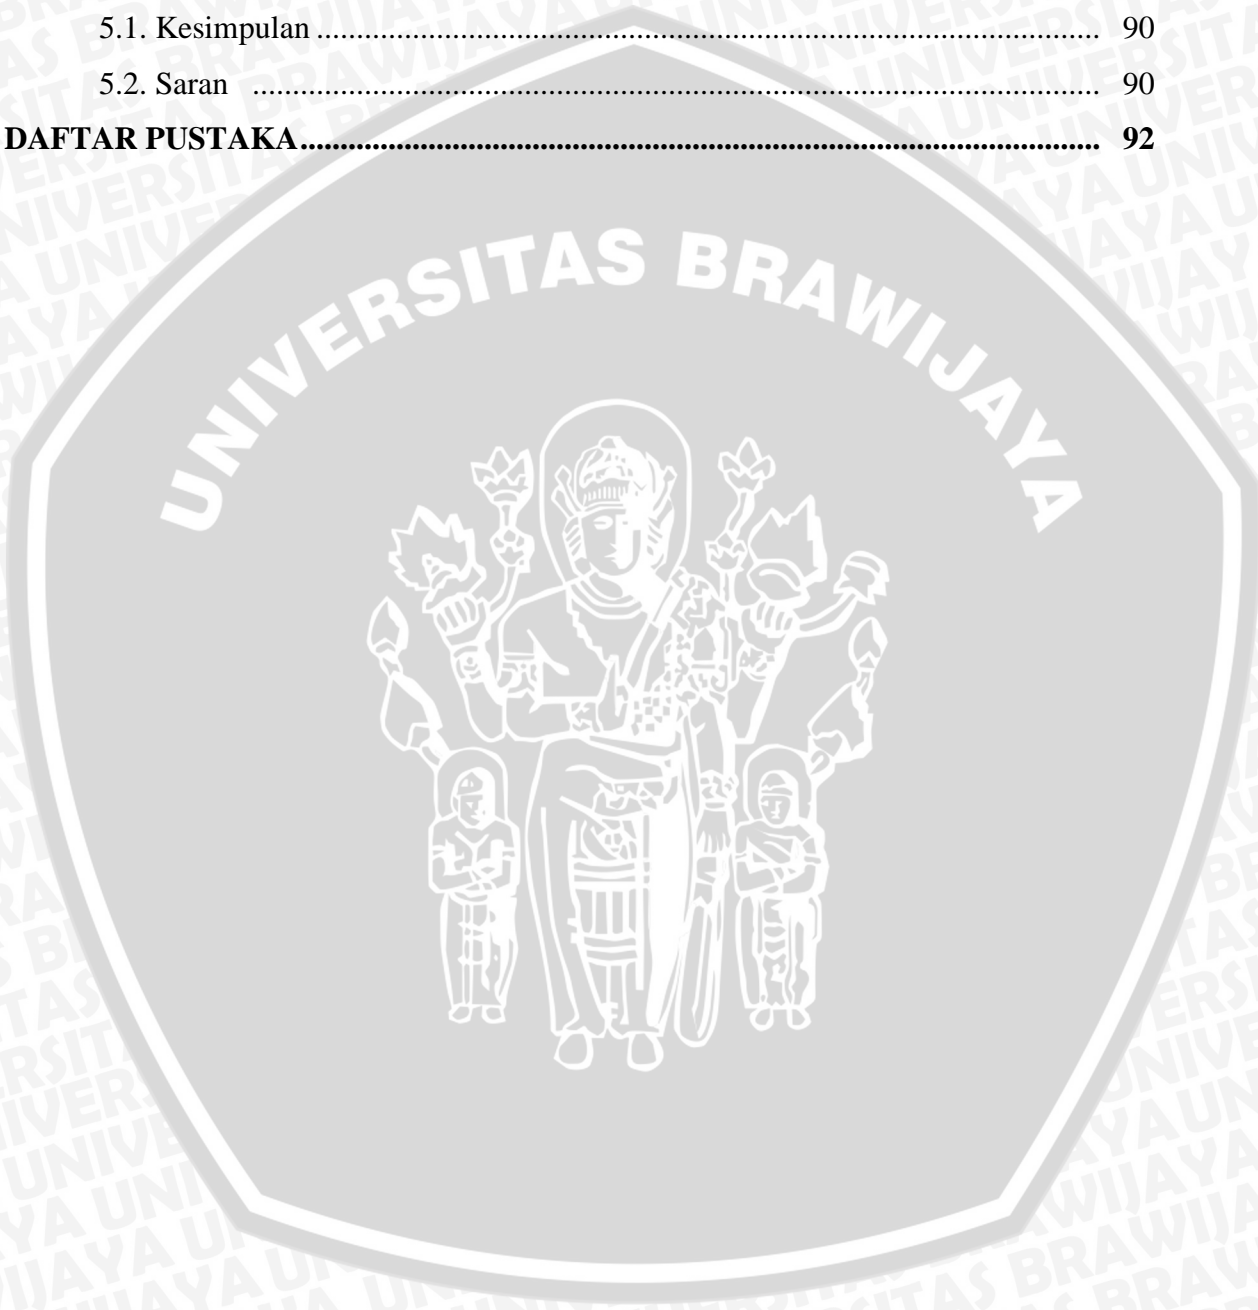 5.1. Kesimpulan ................................................................................................. 90
5.2. Saran ......................................................................................................... 90
DAFTAR PUSTAKA.................................................................................................... 92
UNIVERSITAS BRAWIJAYA